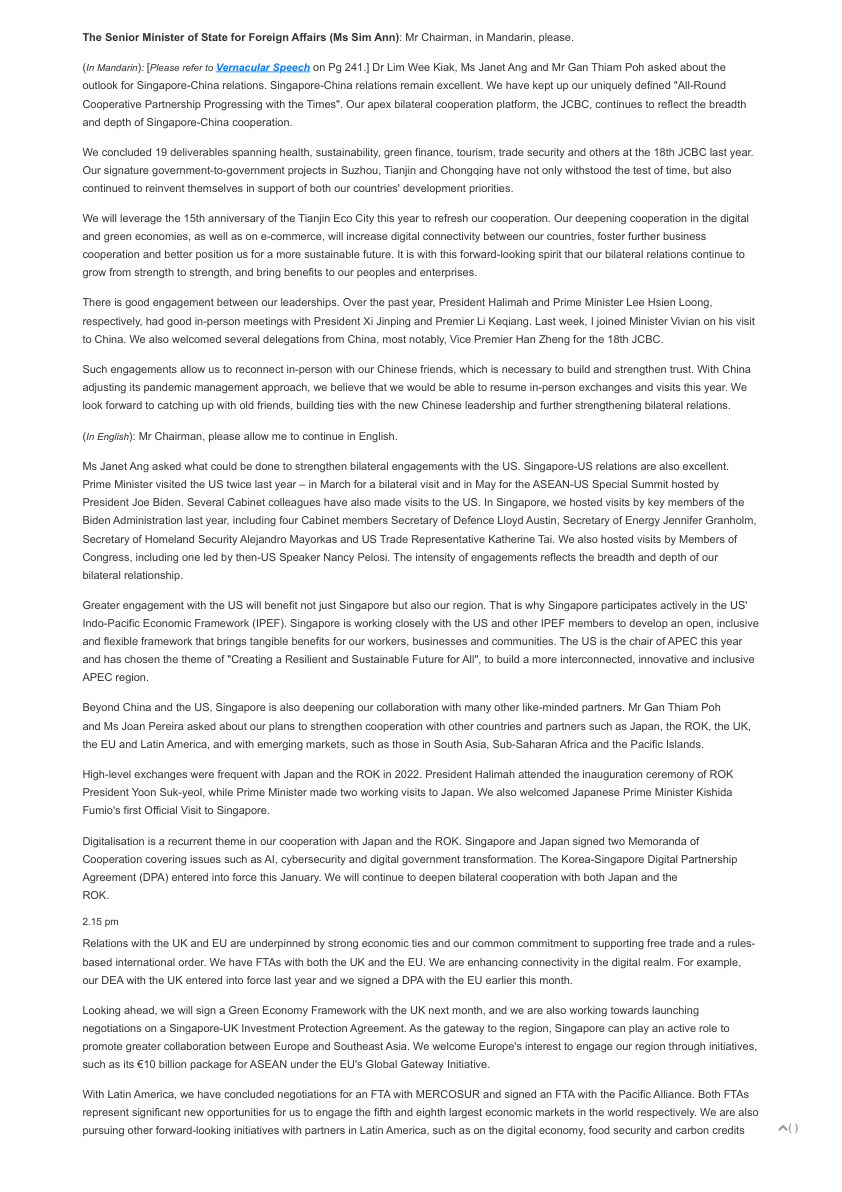 The Senior Minister of State for Foreign Affairs (Ms Sim Ann): Mr Chairman, in Mandarin, please.
(In Mandarin): [Please refer to Vernacular Speech on Pg 241.] Dr Lim Wee Kiak, Ms Janet Ang and Mr Gan Thiam Poh asked about the
outlook for Singapore-China relations. Singapore-China relations remain excellent. We have kept up our uniquely defined "All-Round
Cooperative Partnership Progressing with the Times". Our apex bilateral cooperation platform, the JCBC, continues to reflect the breadth
and depth of Singapore-China cooperation.
We concluded 19 deliverables spanning health, sustainability, green finance, tourism, trade security and others at the 18th JCBC last year.
Our signature government-to-government projects in Suzhou, Tianjin and Chongqing have not only withstood the test of time, but also
continued to reinvent themselves in support of both our countries' development priorities.
We will leverage the 15th anniversary of the Tianjin Eco City this year to refresh our cooperation. Our deepening cooperation in the digital
and green economies, as well as on e-commerce, will increase digital connectivity between our countries, foster further business
cooperation and better position us for a more sustainable future. It is with this forward-looking spirit that our bilateral relations continue to
grow from strength to strength, and bring benefits to our peoples and enterprises.
There is good engagement between our leaderships. Over the past year, President Halimah and Prime Minister Lee Hsien Loong,
respectively, had good in-person meetings with President Xi Jinping and Premier Li Keqiang. Last week, I joined Minister Vivian on his visit
to China. We also welcomed several delegations from China, most notably, Vice Premier Han Zheng for the 18th JCBC.
Such engagements allow us to reconnect in-person with our Chinese friends, which is necessary to build and strengthen trust. With China
adjusting its pandemic management approach, we believe that we would be able to resume in-person exchanges and visits this year. We
look forward to catching up with old friends, building ties with the new Chinese leadership and further strengthening bilateral relations.
(In English): Mr Chairman, please allow me to continue in English.
Ms Janet Ang asked what could be done to strengthen bilateral engagements with the US. Singapore-US relations are also excellent.
Prime Minister visited the US twice last year – in March for a bilateral visit and in May for the ASEAN-US Special Summit hosted by
President Joe Biden. Several Cabinet colleagues have also made visits to the US. In Singapore, we hosted visits by key members of the
Biden Administration last year, including four Cabinet members Secretary of Defence Lloyd Austin, Secretary of Energy Jennifer Granholm,
Secretary of Homeland Security Alejandro Mayorkas and US Trade Representative Katherine Tai. We also hosted visits by Members of
Congress, including one led by then-US Speaker Nancy Pelosi. The intensity of engagements reflects the breadth and depth of our
bilateral relationship.
Greater engagement with the US will benefit not just Singapore but also our region. That is why Singapore participates actively in the US'
Indo-Pacific Economic Framework (IPEF). Singapore is working closely with the US and other IPEF members to develop an open, inclusive
and flexible framework that brings tangible benefits for our workers, businesses and communities. The US is the chair of APEC this year
and has chosen the theme of "Creating a Resilient and Sustainable Future for All", to build a more interconnected, innovative and inclusive
APEC region.
Beyond China and the US, Singapore is also deepening our collaboration with many other like-minded partners. Mr Gan Thiam Poh
and Ms Joan Pereira asked about our plans to strengthen cooperation with other countries and partners such as Japan, the ROK, the UK,
the EU and Latin America, and with emerging markets, such as those in South Asia, Sub-Saharan Africa and the Pacific Islands.
High-level exchanges were frequent with Japan and the ROK in 2022. President Halimah attended the inauguration ceremony of ROK
President Yoon Suk-yeol, while Prime Minister made two working visits to Japan. We also welcomed Japanese Prime Minister Kishida
Fumio's first Official Visit to Singapore.
Digitalisation is a recurrent theme in our cooperation with Japan and the ROK. Singapore and Japan signed two Memoranda of
Cooperation covering issues such as AI, cybersecurity and digital government transformation. The Korea-Singapore Digital Partnership
Agreement (DPA) entered into force this January. We will continue to deepen bilateral cooperation with both Japan and the
ROK.
2.15 pm
Relations with the UK and EU are underpinned by strong economic ties and our common commitment to supporting free trade and a rules-
based international order. We have FTAs with both the UK and the EU. We are enhancing connectivity in the digital realm. For example,
our DEA with the UK entered into force last year and we signed a DPA with the EU earlier this month.
Looking ahead, we will sign a Green Economy Framework with the UK next month, and we are also working towards launching
negotiations on a Singapore-UK Investment Protection Agreement. As the gateway to the region, Singapore can play an active role to
promote greater collaboration between Europe and Southeast Asia. We welcome Europe's interest to engage our region through initiatives,
such as its €10 billion package for ASEAN under the EU's Global Gateway Initiative.
With Latin America, we have concluded negotiations for an FTA with MERCOSUR and signed an FTA with the Pacific Alliance. Both FTAs
represent significant new opportunities for us to engage the fifth and eighth largest economic markets in the world respectively. We are also
pursuing other forward-looking initiatives with partners in Latin America, such as on the digital economy, food security and carbon credits
( )